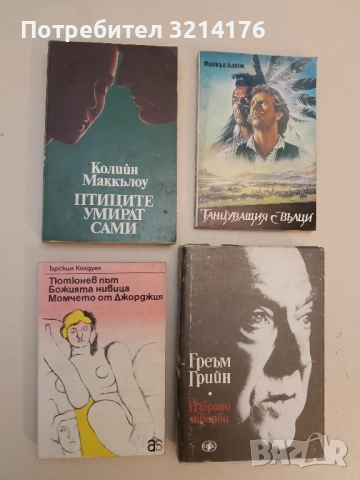 Потребител 3214176
Колийн
Маккълоу
ПТИЦИТЕ
УМИРАТ
САМИ
Майкъл Блейк
ТАНЦУВАЩИЯ С ВЪЛЦИ
Ърскин Колдуел
Тютюнев път
Божията нивица
Момчето от Джорджия
Греъм
Грийн
Избрани
творби
BAZAR